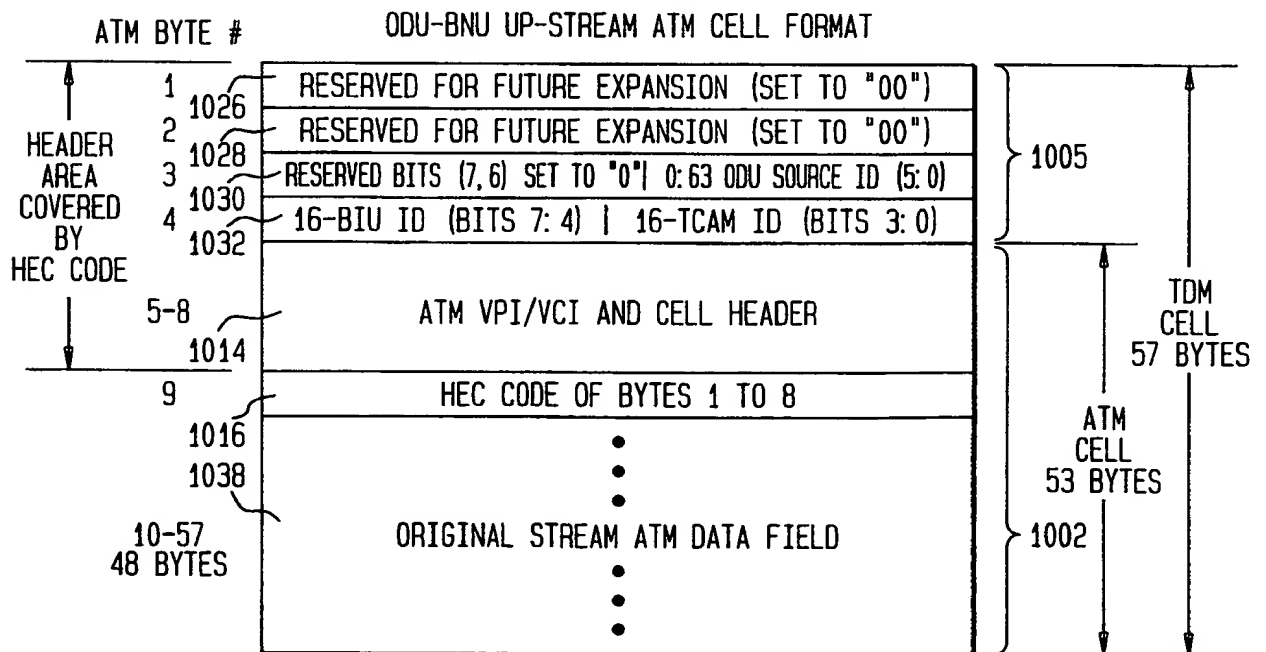 ATM BYTE #
ODU-BNU UP-STREAM ATM CELL FORMAT
1
1026
RESERVED FOR FUTURE EXPANSION (SET TO "00")
2
1028
RESERVED FOR FUTURE EXPANSION (SET TO "00")
3
1030
RESERVED BITS (7,6) SET TO "0"| 0:63 ODU SOURCE ID (5:0)
4
1032
16-BIU ID (BITS 7:4) | 16-TCAM ID (BITS 3:0)
HEADER
AREA
COVERED
BY
HEC CODE
1005
5-8
1014
ATM VPI/VCI AND CELL HEADER
TDM
CELL
57 BYTES
9
1016
HEC CODE OF BYTES 1 TO 8
ATM
CELL
53 BYTES
1038
10-57
48 BYTES
ORIGINAL STREAM ATM DATA FIELD
1002